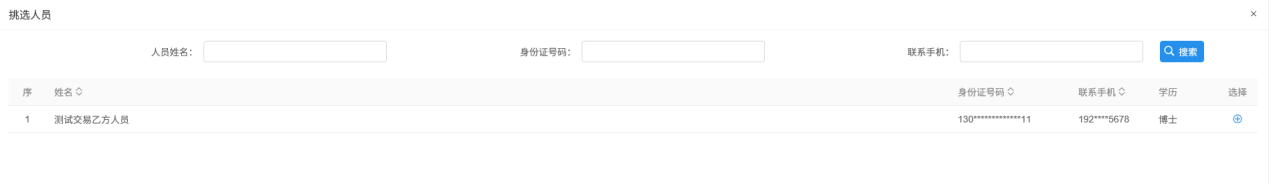 挑选人员 ×
人员姓名： 身份证号码： 联系手机： 搜索
序 姓名 身份证号码 联系手机 学历 选择
1 测试交易乙方人员 130*************11 192****5678 博士